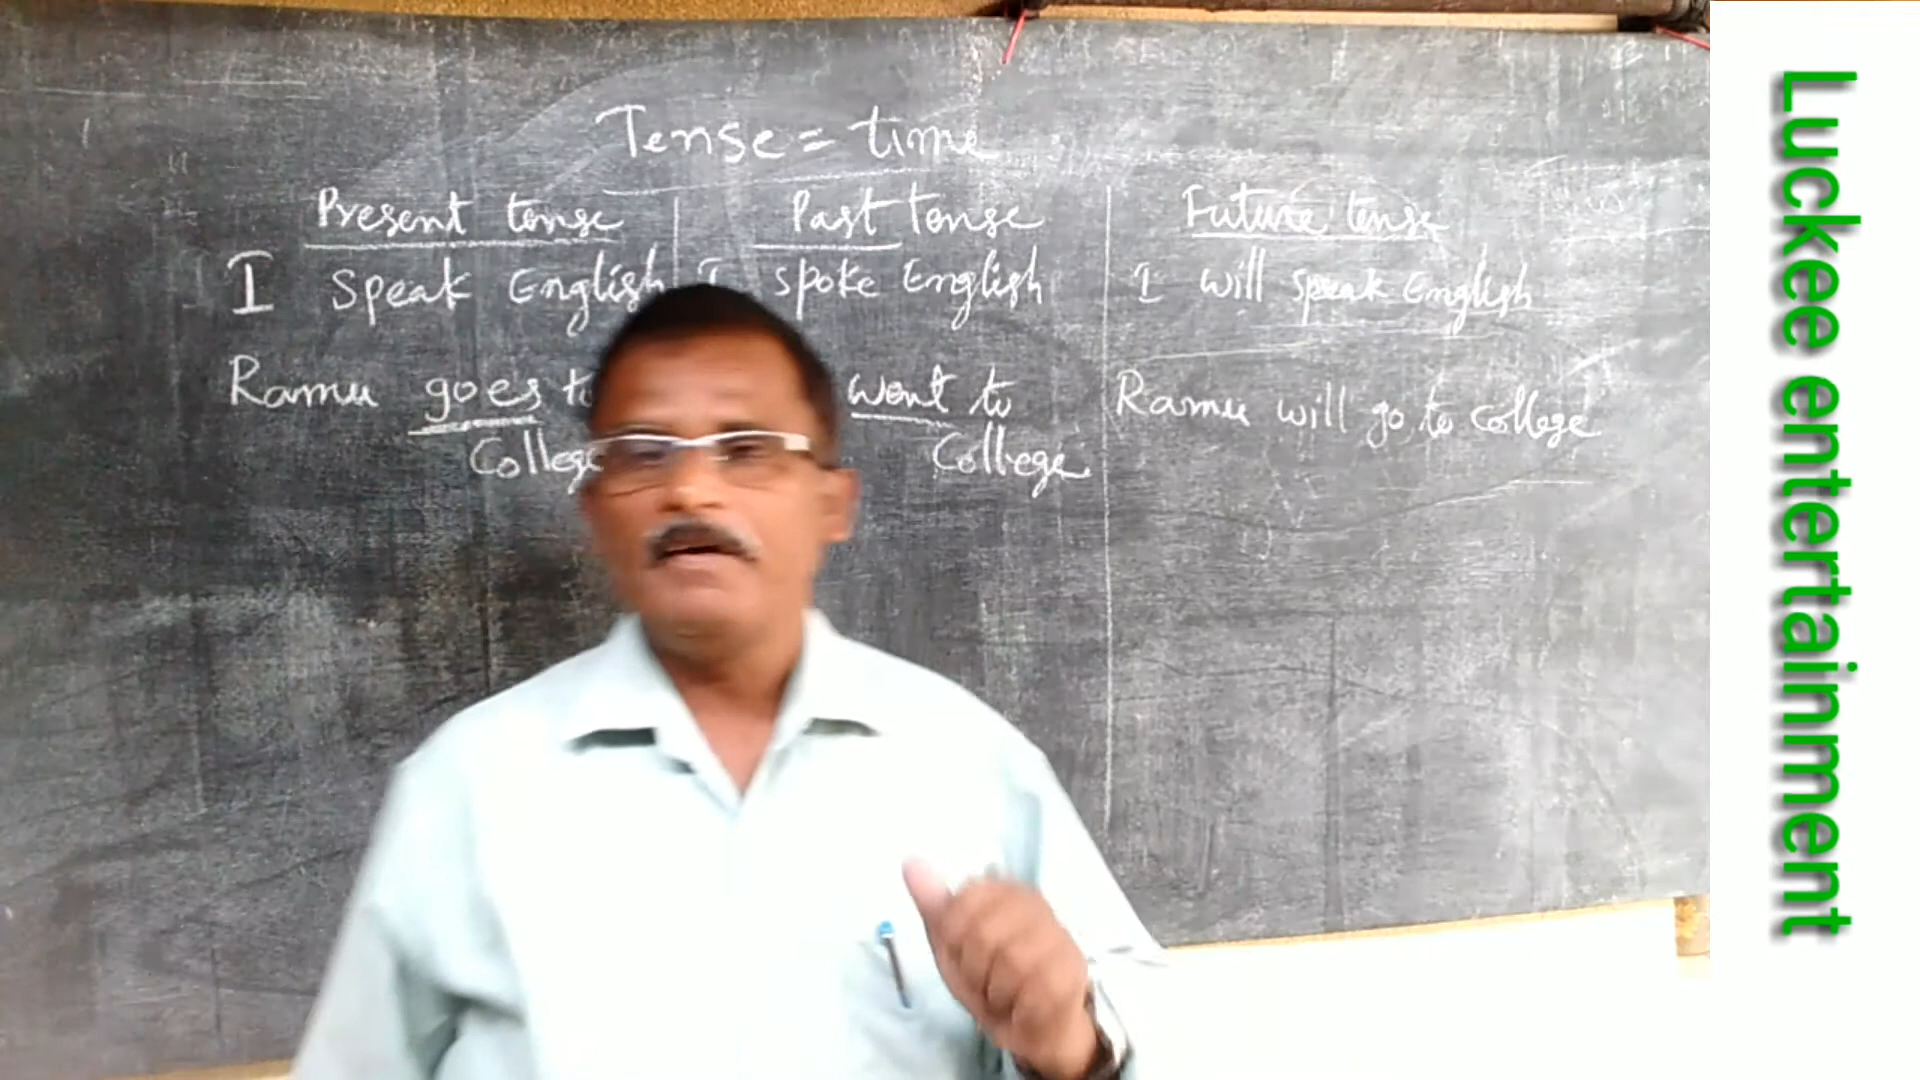 Tense = time
Present tense
Past tense
Future tense
I speak English
I spoke English
I will speak English
Ramu goes to
College
went to
College
Ramu will go to college
Luckee entertainment